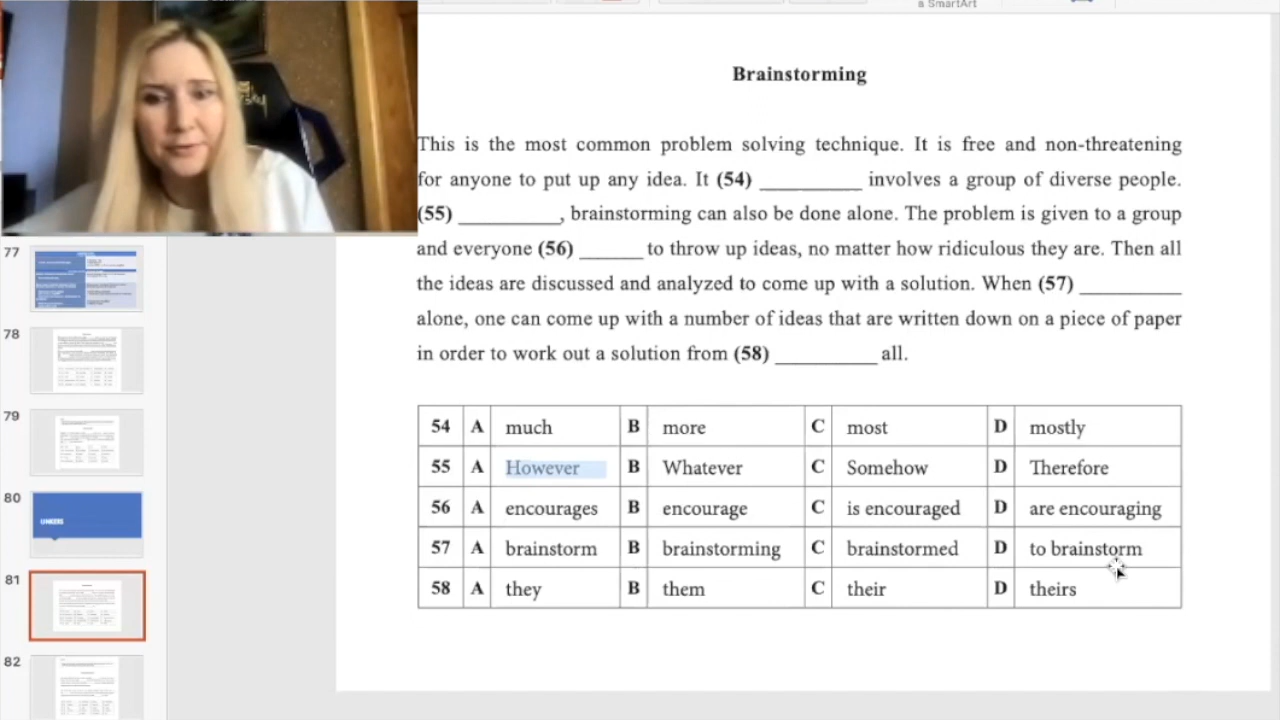 a SmartArt
Brainstorming
This is the most common problem solving technique. It is free and non-threatening
for anyone to put up any idea. It (54) __________ involves a group of diverse people.
(55) __________, brainstorming can also be done alone. The problem is given to a group
and everyone (56) ______ to throw up ideas, no matter how ridiculous they are. Then all
the ideas are discussed and analyzed to come up with a solution. When (57) __________
alone, one can come up with a number of ideas that are written down on a piece of paper
in order to work out a solution from (58) __________ all.
54 A much B more C most D mostly
55 A However B Whatever C Somehow D Therefore
56 A encourages B encourage C is encouraged D are encouraging
57 A brainstorm B brainstorming C brainstormed D to brainstorm
58 A they B them C their D theirs
77
78
79
80
LINKERS
81
82